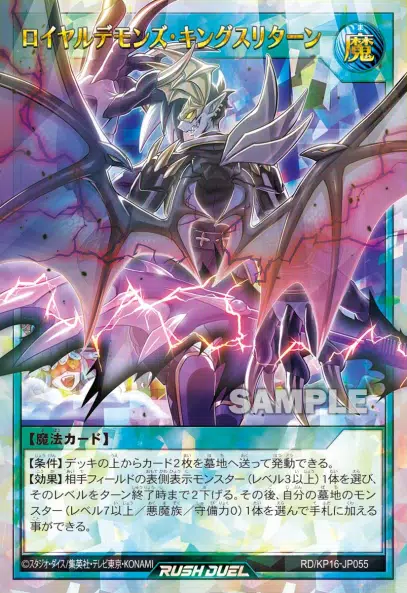 ロイヤルデモンズ・キングスリターン
魔
SAMPLE
【魔法カード】
【条件】デッキの上からカード2枚を墓地へ送って発動できる。
【効果】相手フィールドの表側表示モンスター(レベル3以上)1体を選び、
そのレベルをターン終了時まで2下げる。その後、自分の墓地のモン
スター(レベル7以上/悪魔族/守備力0)1体を選んで手札に加える
事ができる。
©スタジオ・ダイス/集英社・テレビ東京・KONAMI
RUSH DUEL
RD/KP16-JP055